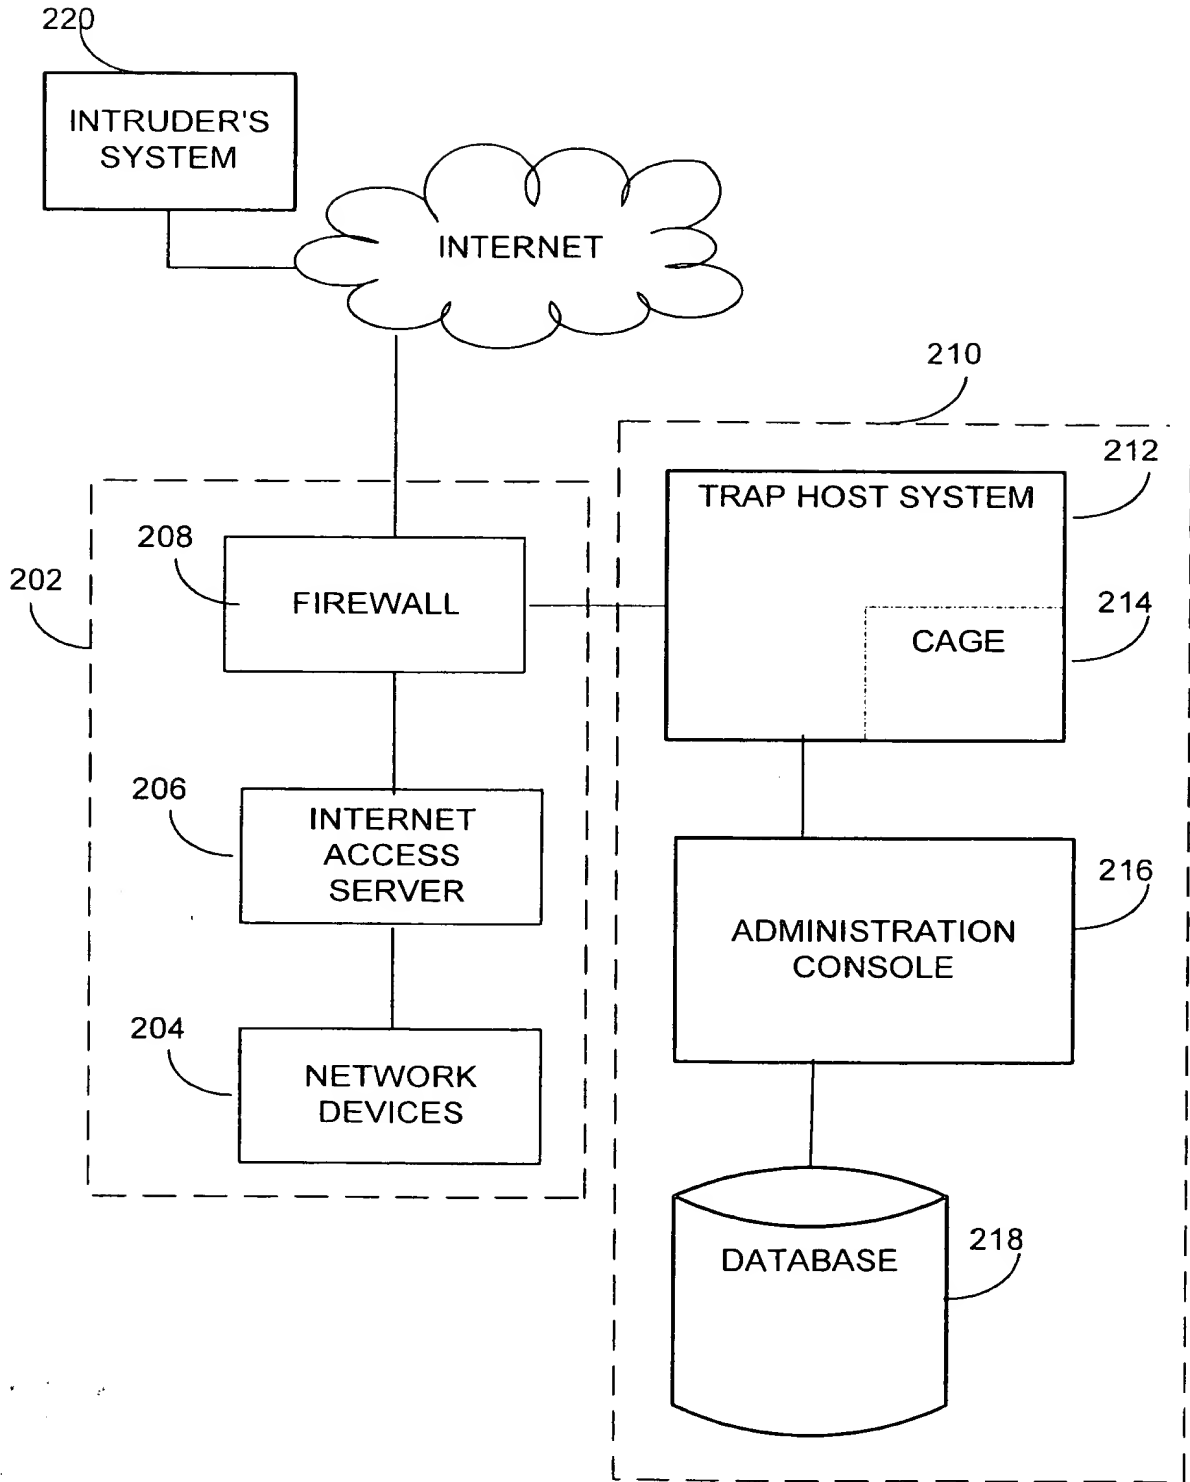 220
INTRUDER'S
SYSTEM
INTERNET
210
212
TRAP HOST SYSTEM
208
202
FIREWALL
214
CAGE
206
INTERNET
ACCESS
SERVER
216
ADMINISTRATION
CONSOLE
204
NETWORK
DEVICES
218
DATABASE